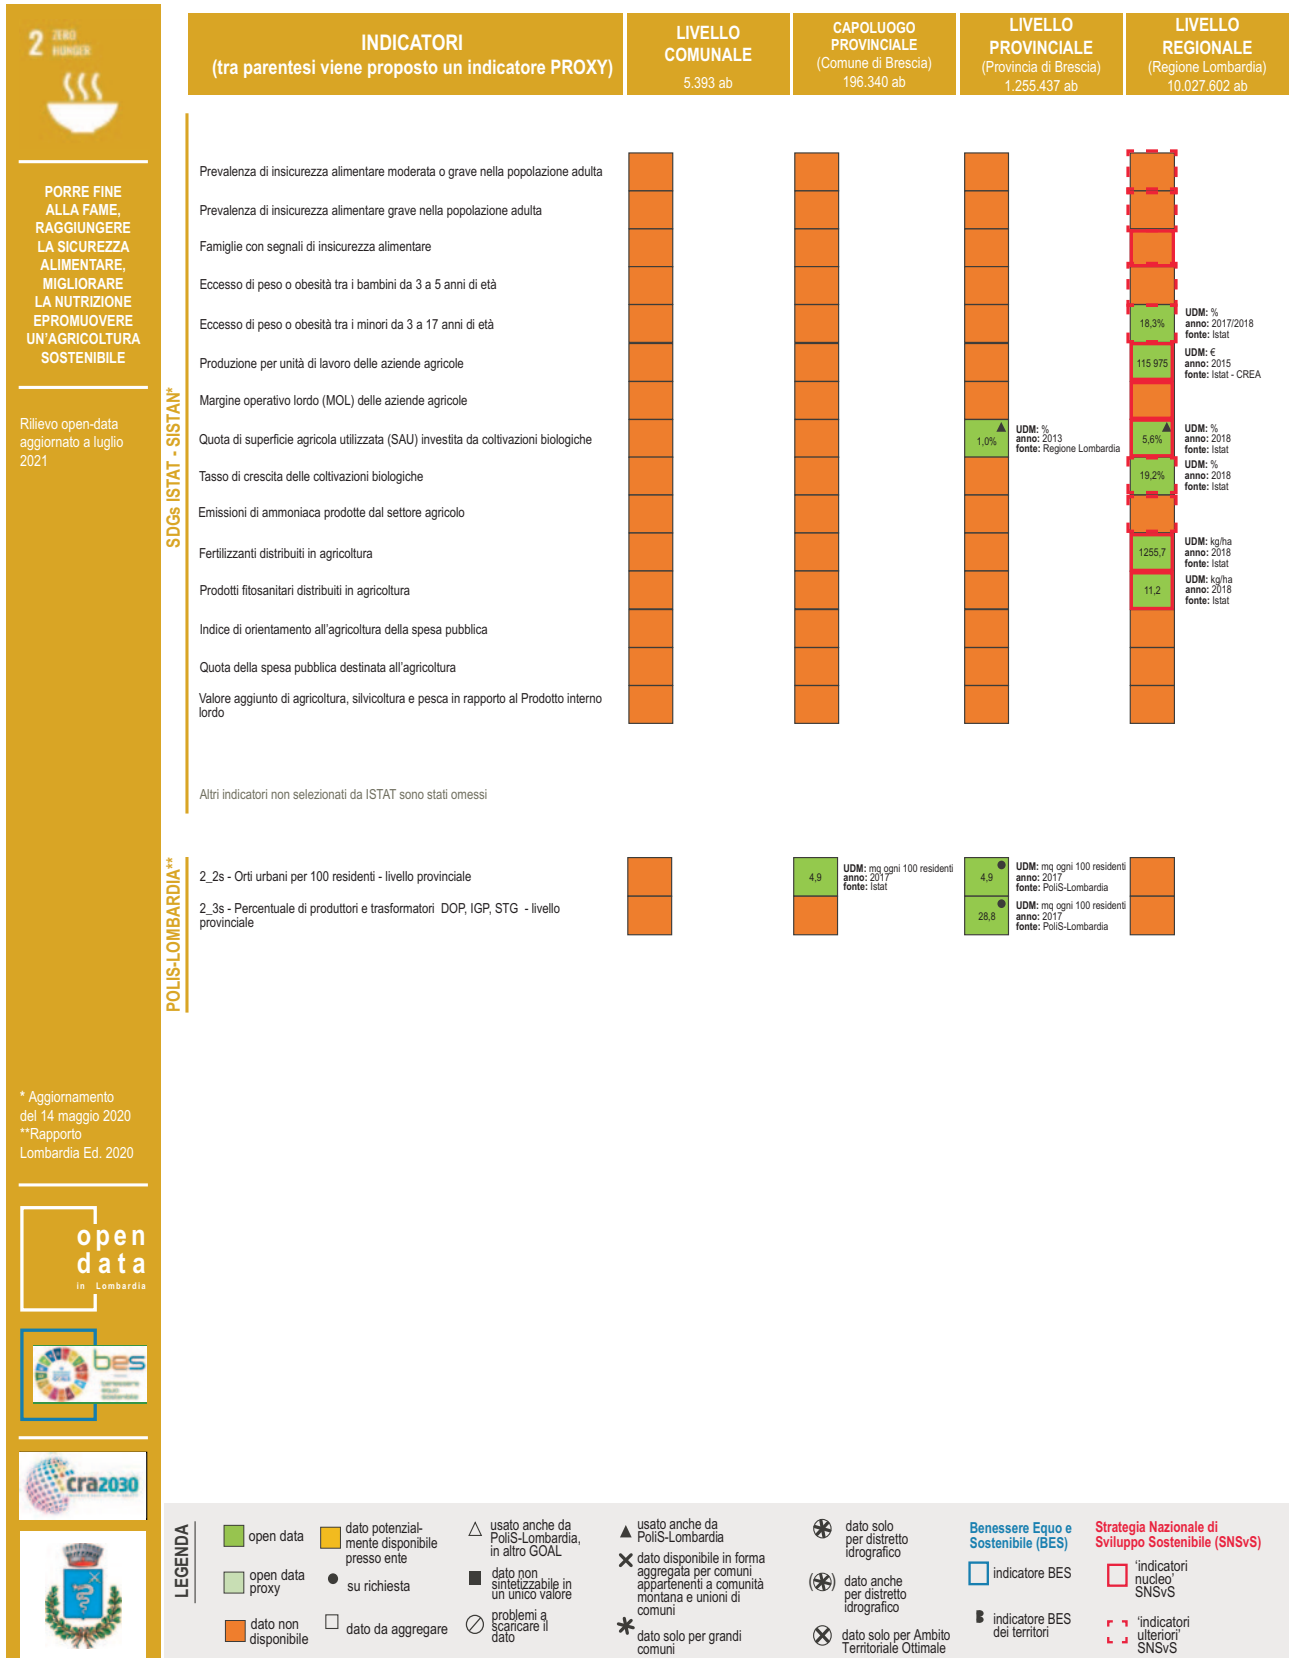 2 ZERO
HUNGER
PORRE FINE
ALLA FAME,
RAGGIUNGERE
LA SICUREZZA
ALIMENTARE,
MIGLIORARE
LA NUTRIZIONE
EPROMUOVERE
UN'AGRICOLTURA
SOSTENIBILE
Rilievo open-data
aggiornato a luglio
2021
* Aggiornamento
del 14 maggio 2020
**Rapporto
Lombardia Ed. 2020
open
data
in Lombardia
bes
benessere
equo
sostenibile
cra2030
INDICATORI
(tra parentesi viene proposto un indicatore PROXY)
LIVELLO
COMUNALE
5.393 ab
CAPOLUOGO
PROVINCIALE
(Comune di Brescia)
196.340 ab
LIVELLO
PROVINCIALE
(Provincia di Brescia)
1.255.437 ab
LIVELLO
REGIONALE
(Regione Lombardia)
10.027.602 ab
SDGs ISTAT - SISTAN*
Prevalenza di insicurezza alimentare moderata o grave nella popolazione adulta
Prevalenza di insicurezza alimentare grave nella popolazione adulta
Famiglie con segnali di insicurezza alimentare
Eccesso di peso o obesità tra i bambini da 3 a 5 anni di età
Eccesso di peso o obesità tra i minori da 3 a 17 anni di età
18,3%
UDM: %
anno: 2017/2018
fonte: Istat
Produzione per unità di lavoro delle aziende agricole
115 975
UDM: €
anno: 2015
fonte: Istat - CREA
Margine operativo lordo (MOL) delle aziende agricole
Quota di superficie agricola utilizzata (SAU) investita da coltivazioni biologiche
1,0%
UDM: %
anno: 2013
fonte: Regione Lombardia
5,6%
UDM: %
anno: 2018
fonte: Istat
Tasso di crescita delle coltivazioni biologiche
19,2%
UDM: %
anno: 2018
fonte: Istat
Emissioni di ammoniaca prodotte dal settore agricolo
Fertilizzanti distribuiti in agricoltura
1255,7
UDM: kg/ha
anno: 2018
fonte: Istat
Prodotti fitosanitari distribuiti in agricoltura
11,2
UDM: kg/ha
anno: 2018
fonte: Istat
Indice di orientamento all'agricoltura della spesa pubblica
Quota della spesa pubblica destinata all'agricoltura
Valore aggiunto di agricoltura, silvicoltura e pesca in rapporto al Prodotto interno
lordo
Altri indicatori non selezionati da ISTAT sono stati omessi
POLIS-LOMBARDIA**
2_2s - Orti urbani per 100 residenti - livello provinciale
4,9
UDM: mq ogni 100 residenti
anno: 2017
fonte: Istat
4,9
UDM: mq ogni 100 residenti
anno: 2017
fonte: PoliS-Lombardia
2_3s - Percentuale di produttori e trasformatori DOP, IGP, STG - livello
provinciale
28,8
UDM: mq ogni 100 residenti
anno: 2017
fonte: PoliS-Lombardia
LEGENDA
open data
open data
proxy
dato non
disponibile
dato potenzial-
mente disponibile
presso ente
su richiesta
dato da aggregare
usato anche da
PoliS-Lombardia,
in altro GOAL
dato non
sintetizzabile in
un unico valore
problemi a
scaricare il
dato
usato anche da
PoliS-Lombardia
dato disponibile in forma
aggregata per comuni
appartenenti a comunità
montana e unioni di
comuni
dato solo per grandi
comuni
dato solo
per distretto
idrografico
dato anche
per distretto
idrografico
dato solo per Ambito
Territoriale Ottimale
Benessere Equo e
Sostenibile (BES)
indicatore BES
B indicatore BES
dei territori
Strategia Nazionale di
Sviluppo Sostenibile (SNSvS)
'indicatori
nucleo'
SNSvS
'indicatori
ulteriori'
SNSvS